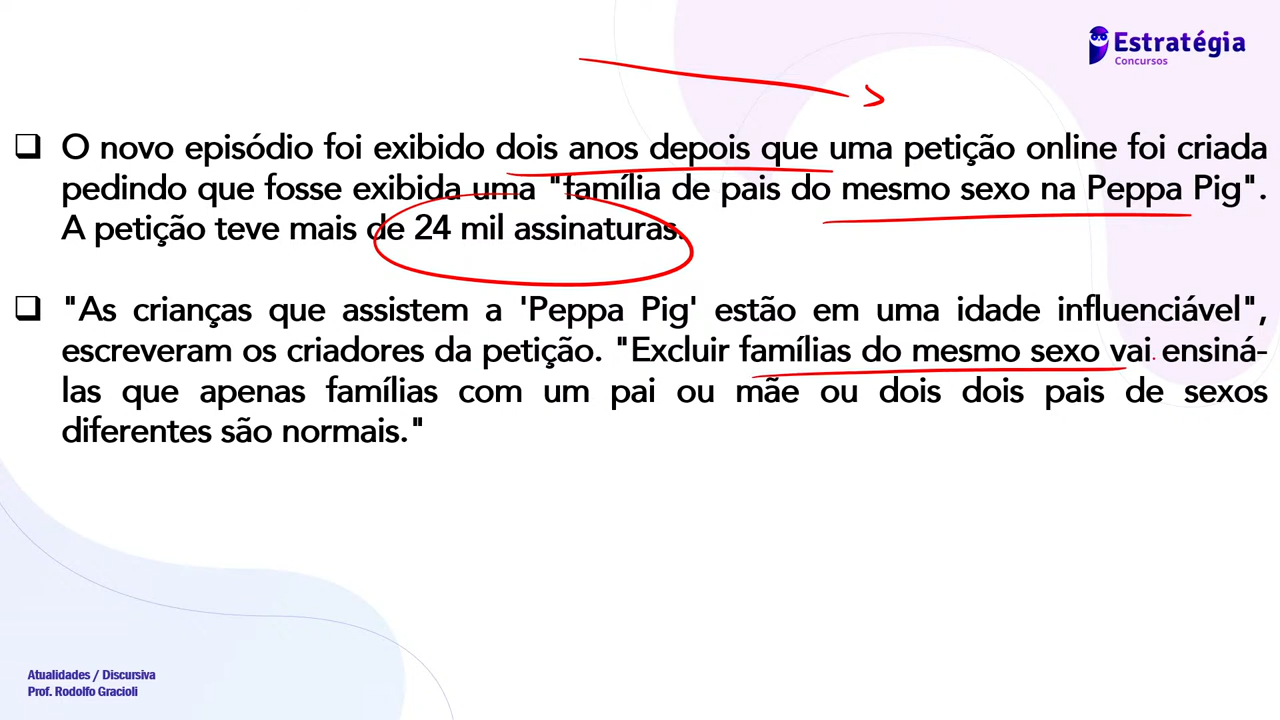 Estratégia
Concursos
❑ O novo episódio foi exibido dois anos depois que uma petição online foi criada
pedindo que fosse exibida uma "família de pais do mesmo sexo na Peppa Pig".
A petição teve mais de 24 mil assinaturas.
❑ "As crianças que assistem a 'Peppa Pig' estão em uma idade influenciável",
escreveram os criadores da petição. "Excluir famílias do mesmo sexo vai ensiná-
las que apenas famílias com um pai ou mãe ou dois dois pais de sexos
diferentes são normais."
Atualidades / Discursiva
Prof. Rodolfo Gracioli